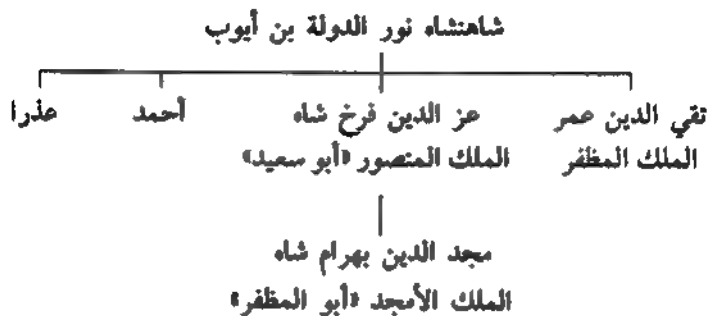 شاهنشاه نور الدولة بن أيوب
تقي الدين عمر عز الدين فرخ شاه أحمد عذرا
الملك المظفر الملك المنصور «أبو سعيد»
مجد الدين بهرام شاه
الملك الأمجد «أبو المظفر»